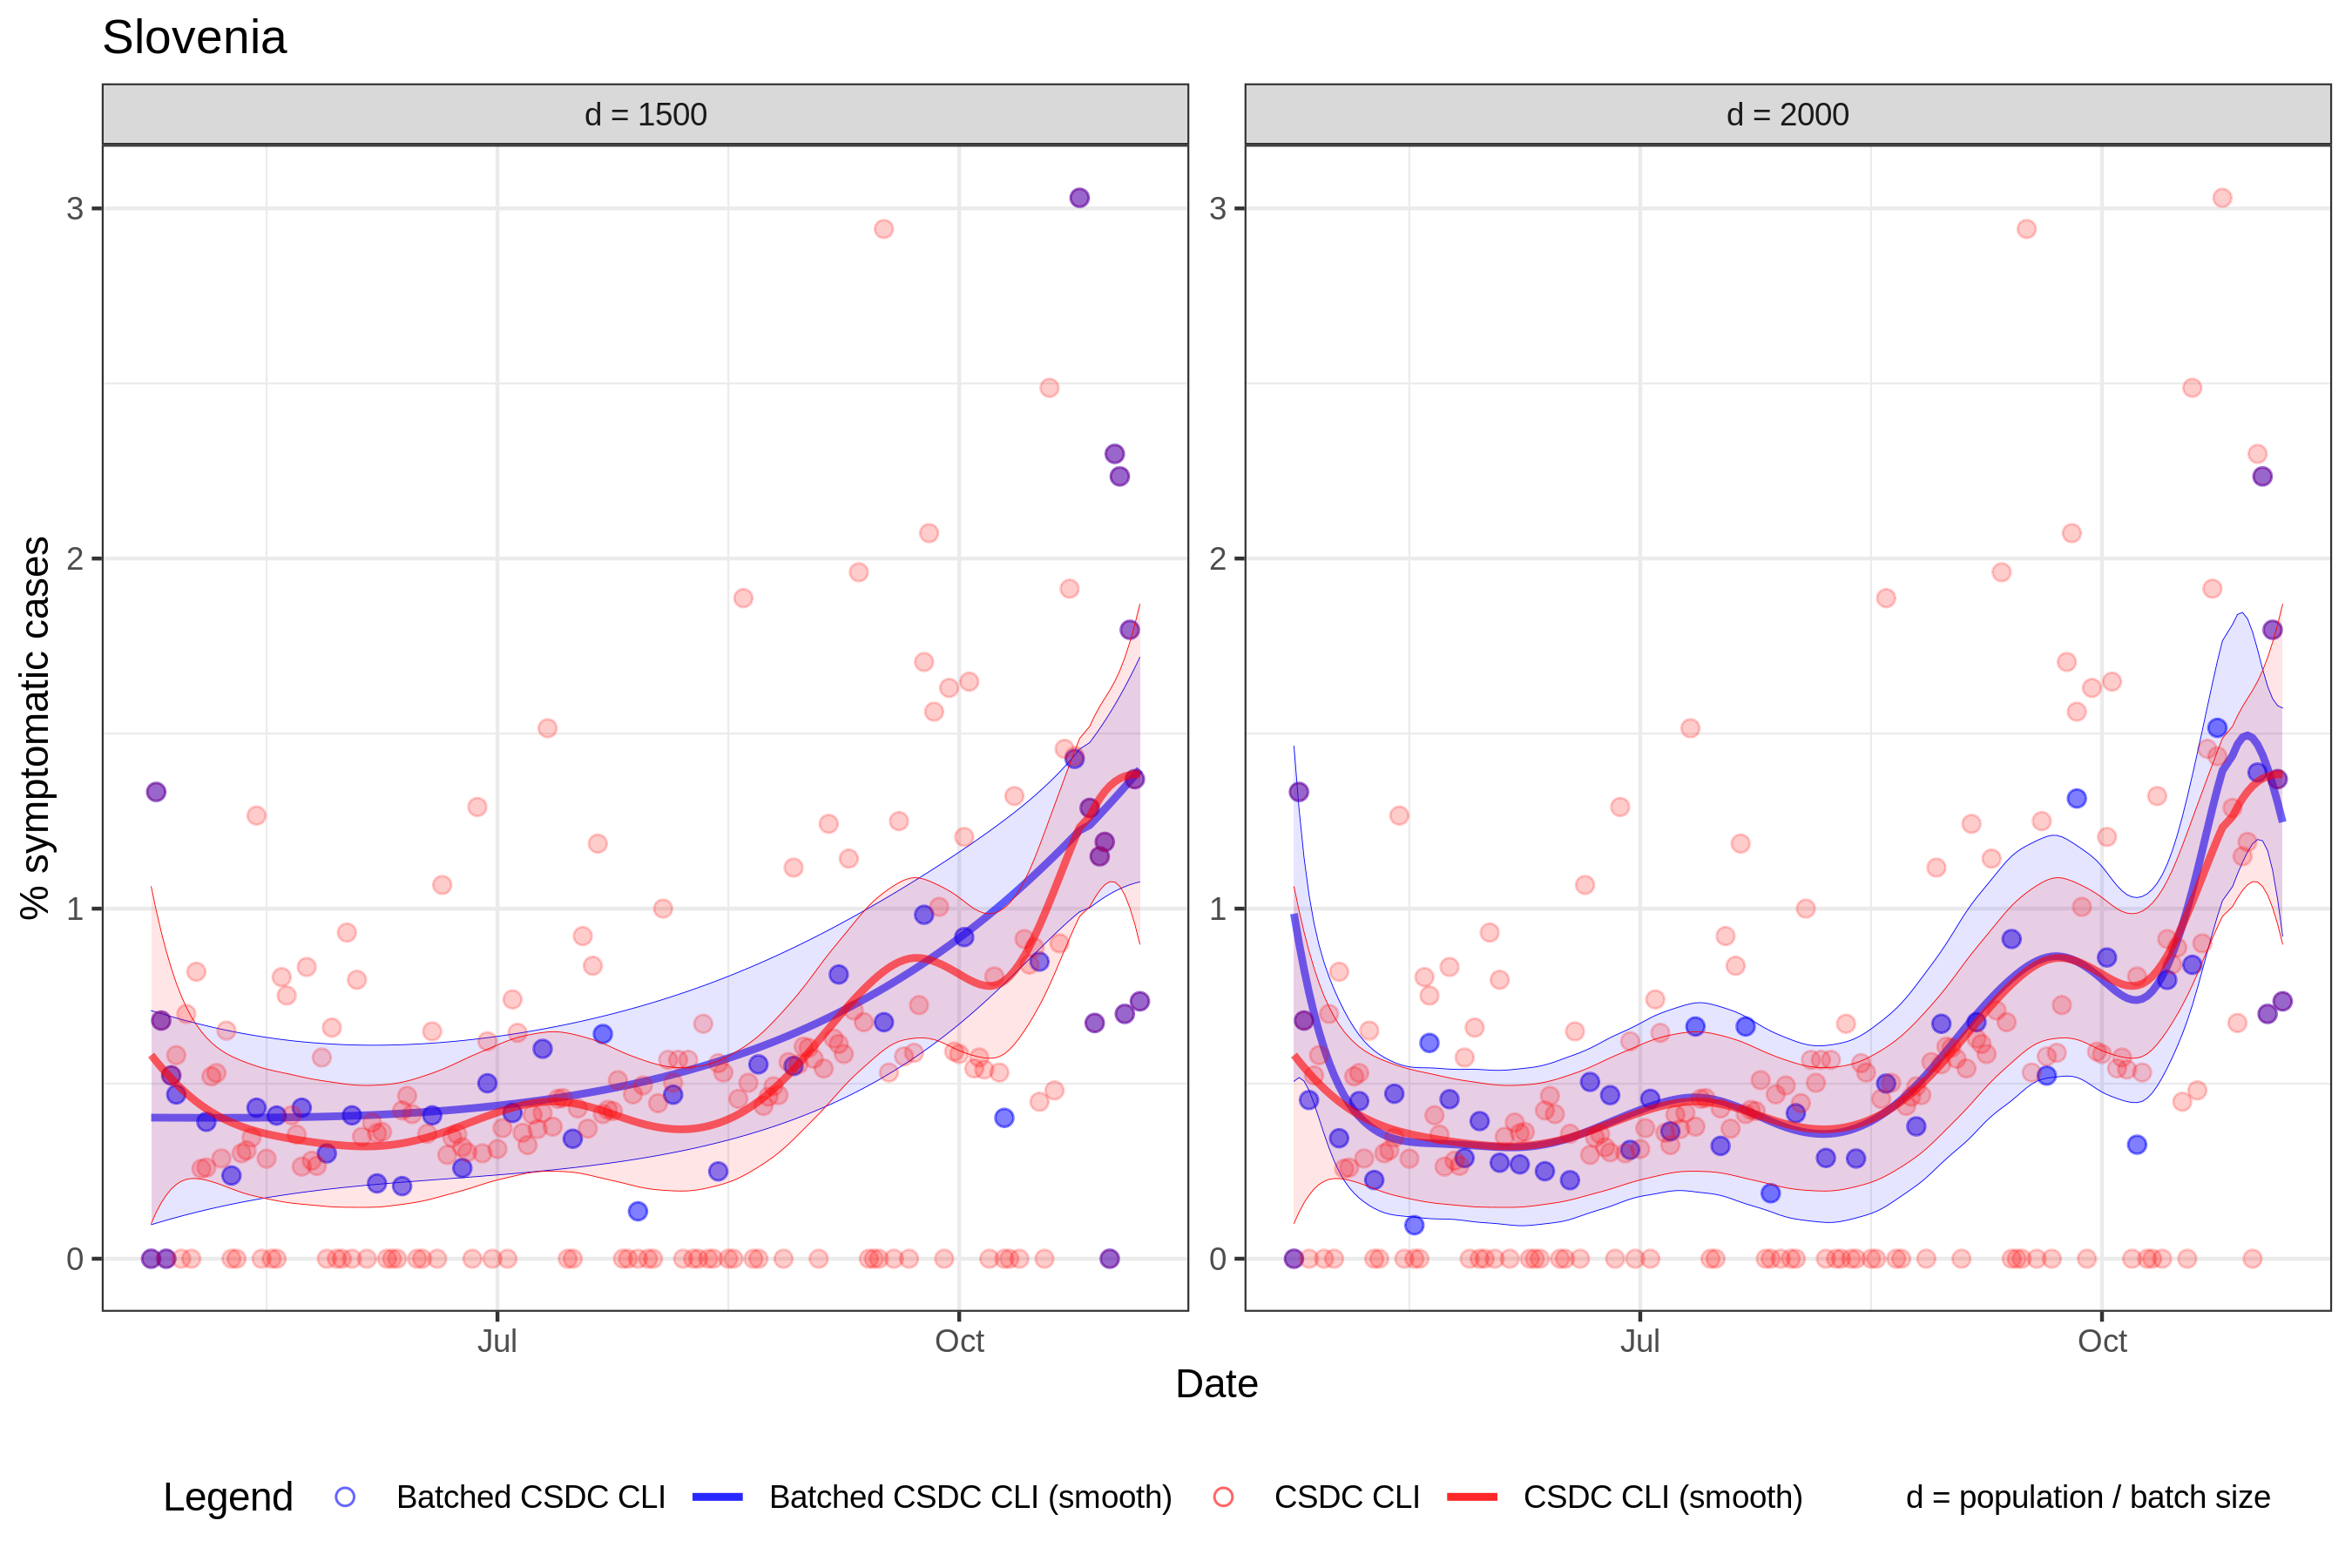 Slovenia
d = 1500
d = 2000
% symptomatic cases
3
2
1
0
3
2
1
0
Jul
Oct
Jul
Oct
Date
Legend
Batched CSDC CLI
Batched CSDC CLI (smooth)
CSDC CLI
CSDC CLI (smooth)
d = population / batch size